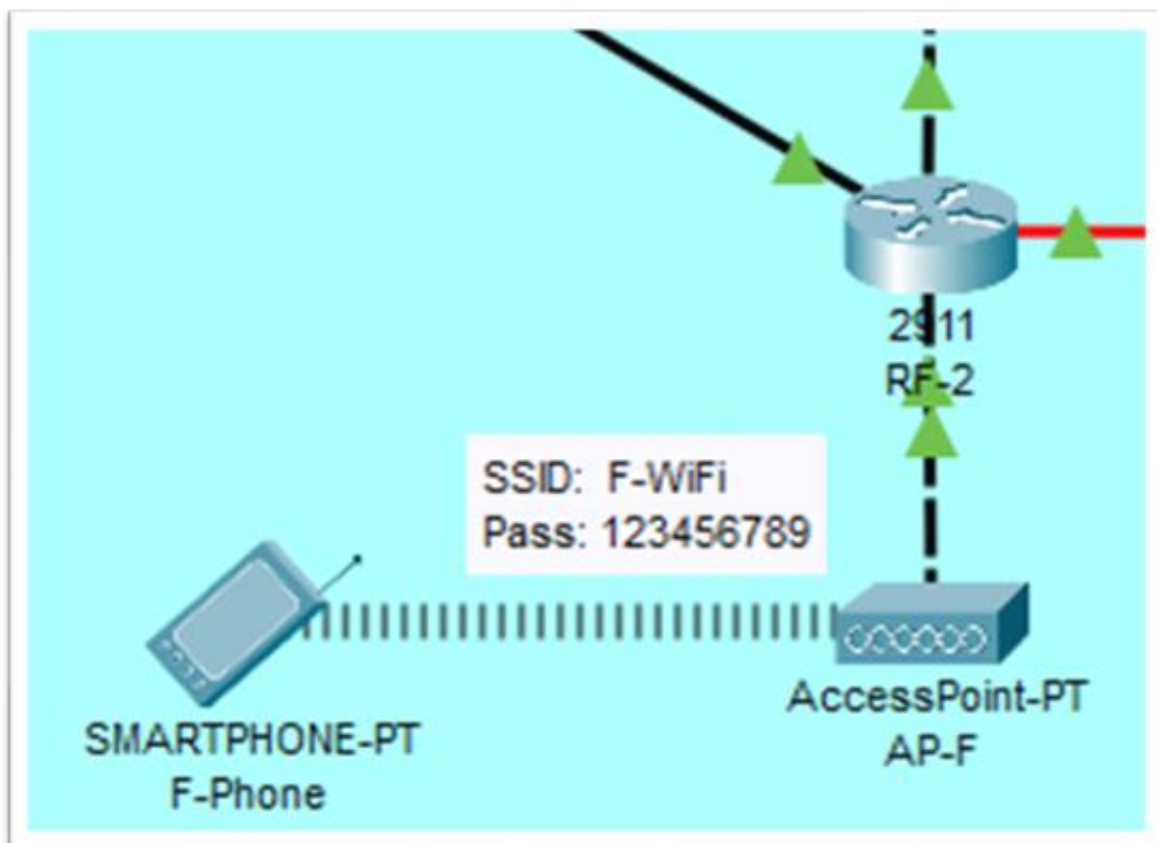 2911
RF-2
SSID: F-WiFi
Pass: 123456789
SMARTPHONE-PT
F-Phone
AccessPoint-PT
AP-F